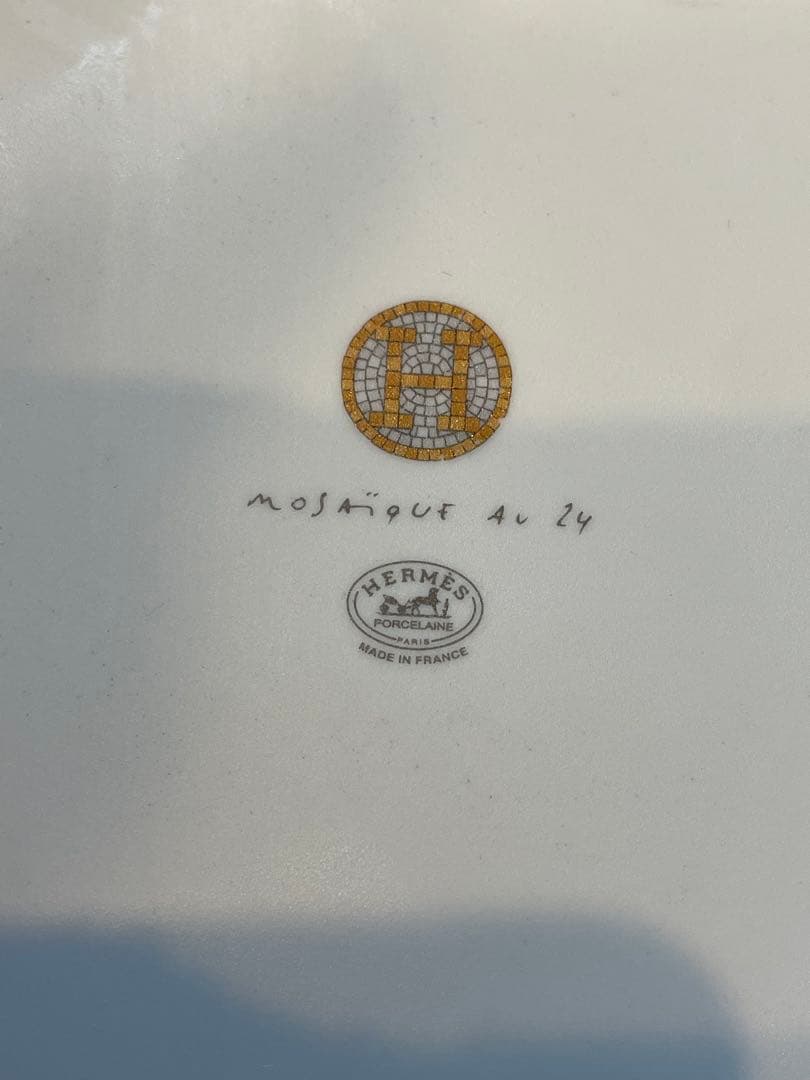 H
MOSAÏQUE AU 24
HERMÈS
PORCELAINE
PARIS
MADE IN FRANCE